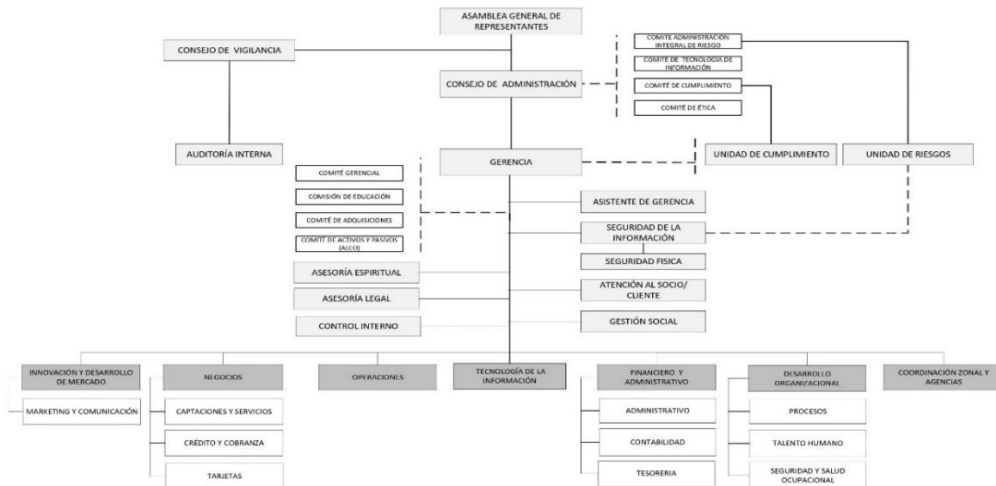 ASAMBLEA GENERAL DE
REPRESENTANTES
CONSEJO DE VIGILANCIA
COMITÉ ADMINISTRACIÓN
INTEGRAL DE RIESGO
COMITÉ DE TECNOLOGÍA DE
INFORMACIÓN
CONSEJO DE ADMINISTRACIÓN
COMITÉ DE CUMPLIMIENTO
COMITÉ DE ÉTICA
AUDITORÍA INTERNA
GERENCIA
UNIDAD DE CUMPLIMIENTO
UNIDAD DE RIESGOS
COMITÉ GERENCIAL
COMISIÓN DE EDUCACIÓN
COMITÉ DE ADQUISICIONES
COMITÉ DE ACTIVOS Y PASIVOS
(ALCO)
ASISTENTE DE GERENCIA
SEGURIDAD DE LA
INFORMACIÓN
SEGURIDAD FISICA
ASESORÍA ESPIRITUAL
ATENCIÓN AL SOCIO/
CLIENTE
ASESORÍA LEGAL
CONTROL INTERNO
GESTIÓN SOCIAL
INNOVACIÓN Y DESARROLLO
DE MERCADO
NEGOCIOS
OPERACIONES
TECNOLOGÍA DE LA
INFORMACIÓN
FINANCIERO Y
ADMINISTRATIVO
DESARROLLO
ORGANIZACIONAL
COORDINACIÓN ZONAL Y
AGENCIAS
MARKETING Y COMUNICACIÓN
CAPTACIONES Y SERVICIOS
ADMINISTRATIVO
PROCESOS
CRÉDITO Y COBRANZA
CONTABILIDAD
TALENTO HUMANO
TARJETAS
TESORERIA
SEGURIDAD Y SALUD
OCUPACIONAL